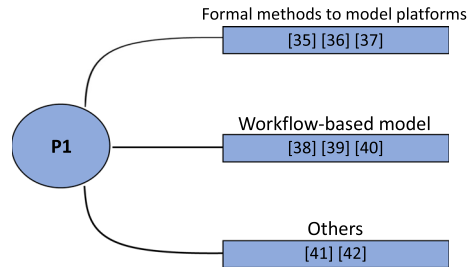 Formal methods to model platforms
[35] [36] [37]
P1
Workflow-based model
[38] [39] [40]
Others
[41] [42]